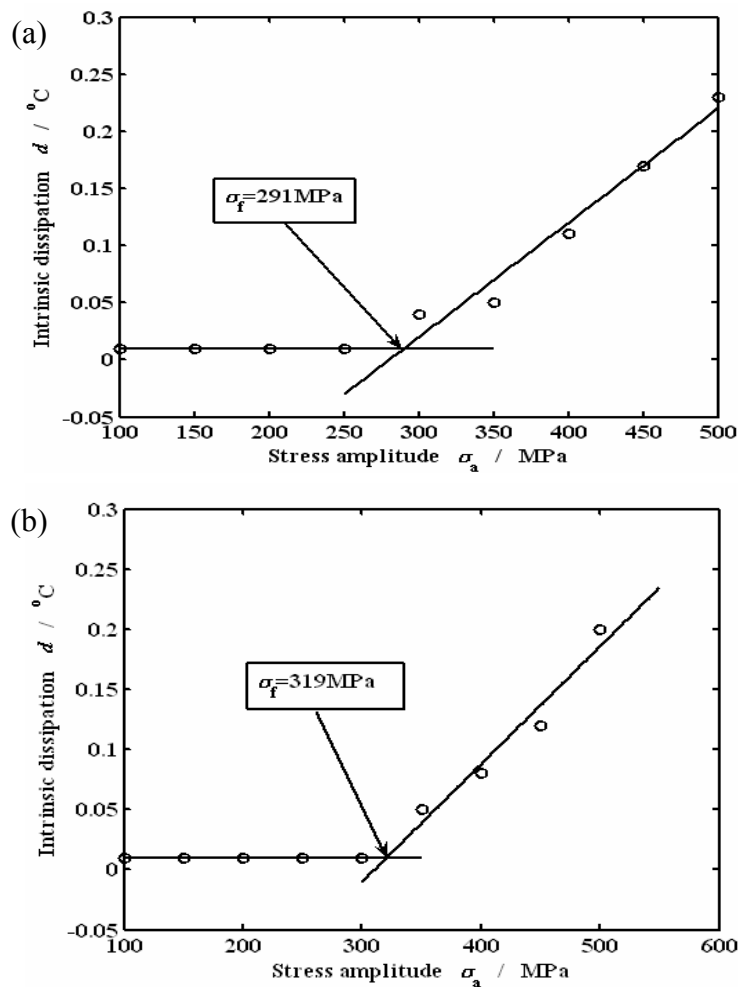 (a)
0.3
0.25
0.2
0.15
0.1
0.05
0
-0.05
Intrinsic dissipation d / ⁰C
σf=291MPa
100 150 200 250 300 350 400 450 500
Stress amplitude σa / MPa
(b)
0.3
0.25
0.2
0.15
0.1
0.05
0
-0.05
Intrinsic dissipation d / ⁰C
σf=319MPa
100 200 300 400 500 600
Stress amplitude σa / MPa